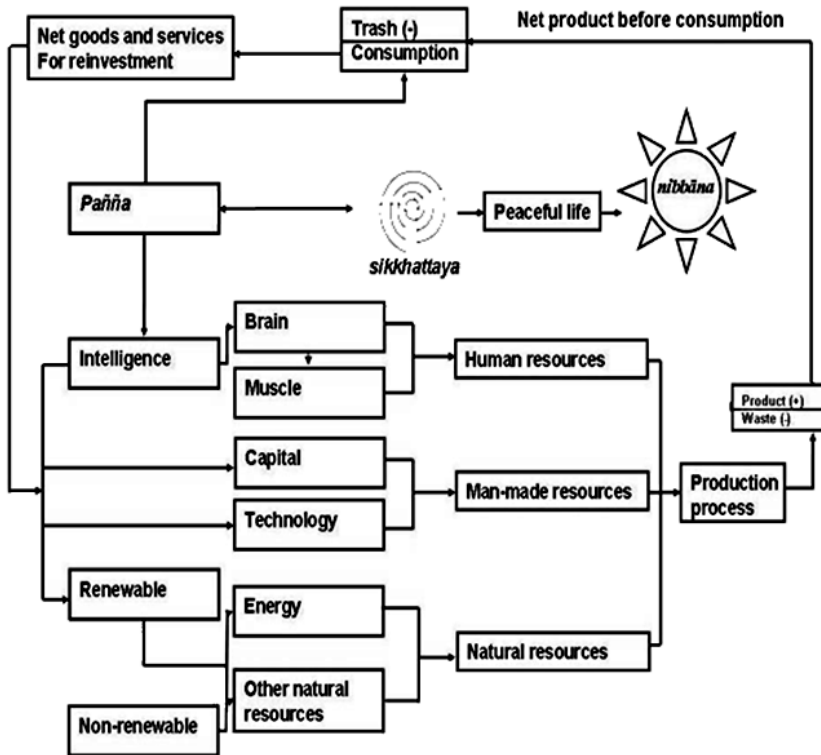 Net product before consumption
Net goods and services
For reinvestment
Trash (-)
Consumption
Pañña
sikkhattaya
Peaceful life
nibbāna
Intelligence
Brain
Muscle
Human resources
Product (+)
Waste (-)
Capital
Technology
Man-made resources
Production
process
Renewable
Energy
Natural resources
Other natural
resources
Non-renewable